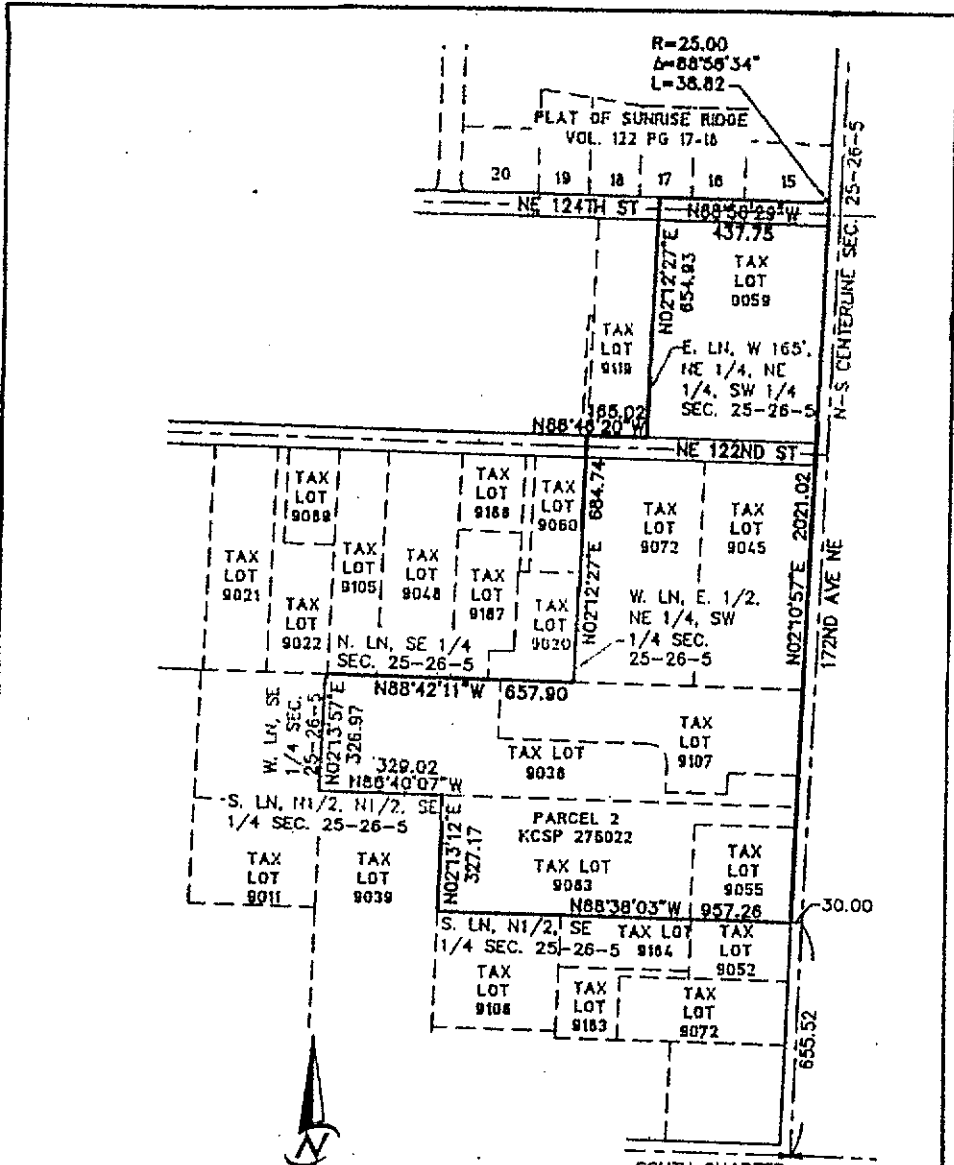 R=25.00
Δ=88°56'34"
L=38.82
PLAT OF SUNRISE RIDGE
VOL. 122 PG 17-18
20
19
18
17
16
15
NE 124TH ST
N88°58'29"W
437.75
N-S CENTERLINE SEC. 25-26-5
N02°12'27"E
654.93
TAX
LOT
9059
TAX
LOT
9119
E. LN, W 165',
NE 1/4, NE
1/4, SW 1/4
SEC. 25-26-5
165.02
N88°46'20"W
NE 122ND ST
TAX
LOT
9089
TAX
LOT
9188
TAX
LOT
9060
N02°12'27"E 684.74
TAX
LOT
9072
TAX
LOT
9045
N02°10'57"E 2021.02
172ND AVE NE
TAX
LOT
9021
TAX
LOT
9022
TAX
LOT
9105
TAX
LOT
9048
TAX
LOT
9187
TAX
LOT
9020
W. LN, E. 1/2,
NE 1/4, SW
1/4 SEC.
25-26-5
N. LN, SE 1/4
SEC. 25-26-5
N88°42'11"W 657.90
W. LN, SE
1/4 SEC.
25-26-5
N02°13'57"E
326.97
TAX LOT
9038
TAX
LOT
9107
329.02
N88°40'07"W
S. LN, N1/2, N1/2, SE
1/4 SEC. 25-26-5
N02°13'12"E
327.17
PARCEL 2
KCSP 276022
TAX LOT
9083
TAX
LOT
9055
TAX
LOT
9011
TAX
LOT
9039
N88°38'03"W 957.26
30.00
S. LN, N1/2, SE
1/4 SEC. 25-26-5
TAX LOT
9164
TAX
LOT
9052
TAX
LOT
9108
TAX
LOT
9183
TAX
LOT
9072
655.52
N